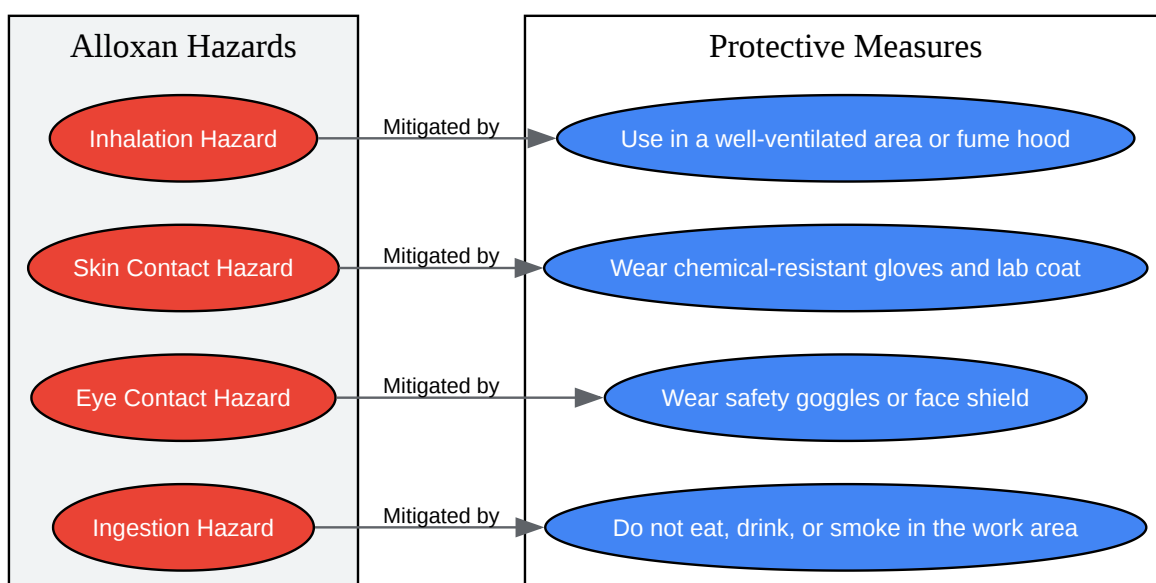 Alloxan Hazards
Protective Measures
Inhalation Hazard
Mitigated by
Use in a well-ventilated area or fume hood
Skin Contact Hazard
Mitigated by
Wear chemical-resistant gloves and lab coat
Eye Contact Hazard
Mitigated by
Wear safety goggles or face shield
Ingestion Hazard
Mitigated by
Do not eat, drink, or smoke in the work area